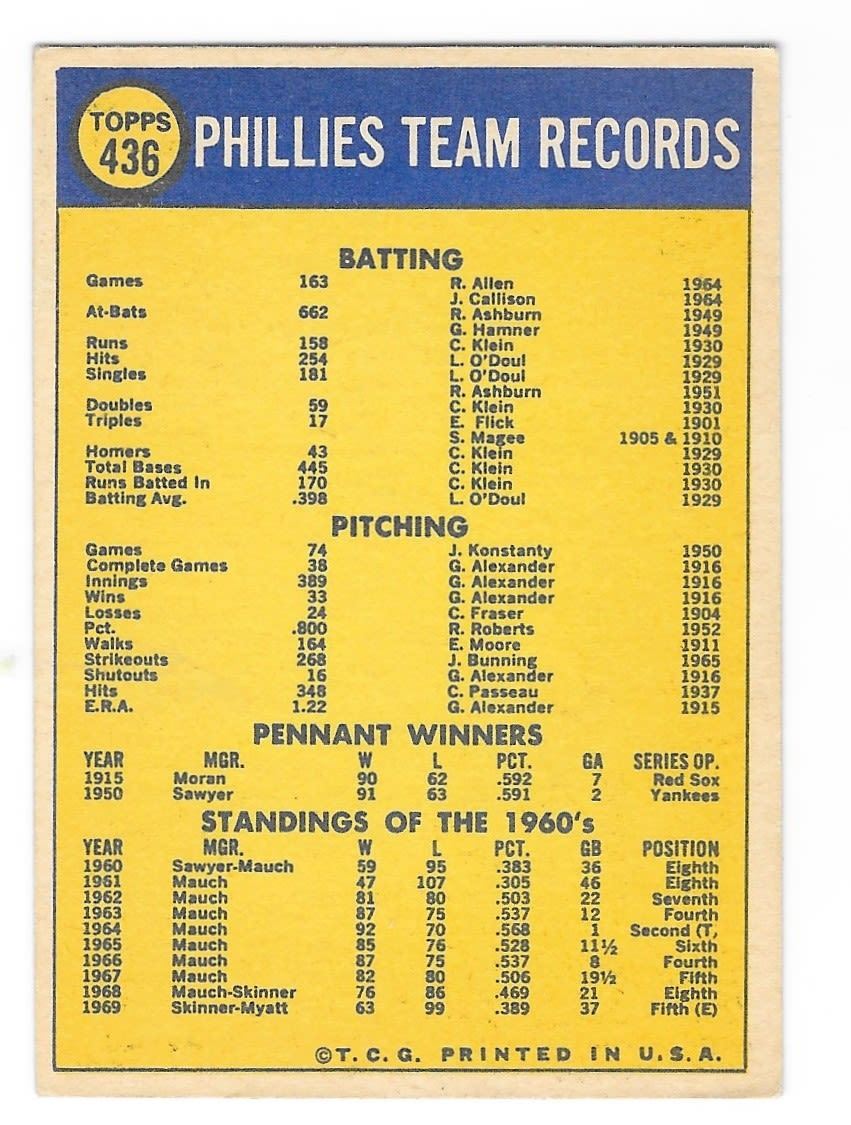 TOPPS
436
PHILLIES TEAM RECORDS
BATTING
Games 163 R. Allen 1964
J. Callison 1964
At-Bats 662 R. Ashburn 1949
G. Hamner 1949
Runs 158 C. Klein 1930
Hits 254 L. O'Doul 1929
Singles 181 L. O'Doul 1929
R. Ashburn 1951
Doubles 59 C. Klein 1930
Triples 17 E. Flick 1901
S. Magee 1905 & 1910
Homers 43 C. Klein 1929
Total Bases 445 C. Klein 1930
Runs Batted In 170 C. Klein 1930
Batting Avg. .398 L. O'Doul 1929
PITCHING
Games 74 J. Konstanty 1950
Complete Games 38 G. Alexander 1916
Innings 389 G. Alexander 1916
Wins 33 G. Alexander 1916
Losses 24 C. Fraser 1904
Pct. .800 R. Roberts 1952
Walks 164 E. Moore 1911
Strikeouts 268 J. Bunning 1965
Shutouts 16 G. Alexander 1916
Hits 348 C. Passeau 1937
E.R.A. 1.22 G. Alexander 1915
PENNANT WINNERS
YEAR MGR. W L PCT. GA SERIES OP.
1915 Moran 90 62 .592 7 Red Sox
1950 Sawyer 91 63 .591 2 Yankees
STANDINGS OF THE 1960's
YEAR MGR. W L PCT. GB POSITION
1960 Sawyer-Mauch 59 95 .383 36 Eighth
1961 Mauch 47 107 .305 46 Eighth
1962 Mauch 81 80 .503 22 Seventh
1963 Mauch 87 75 .537 12 Fourth
1964 Mauch 92 70 .568 1 Second (T,
1965 Mauch 85 76 .528 11½ Sixth
1966 Mauch 87 75 .537 8 Fourth
1967 Mauch 82 80 .506 19½ Fifth
1968 Mauch-Skinner 76 86 .469 21 Eighth
1969 Skinner-Myatt 63 99 .389 37 Fifth (E)
©T. C. G. PRINTED IN U.S.A.